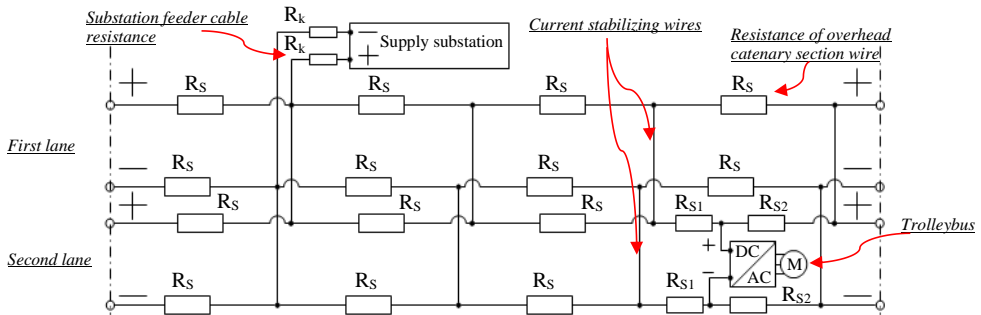 Substation feeder cable
resistance
Rk
Rk
− Supply substation
+
Current stabilizing wires
Resistance of overhead
catenary section wire
+ RS RS RS RS +
First lane
− RS RS RS RS −
+ RS RS RS RS1 RS2 +
Trolleybus
+ DC
M
Second lane
− AC
− RS RS RS RS1 RS2 −